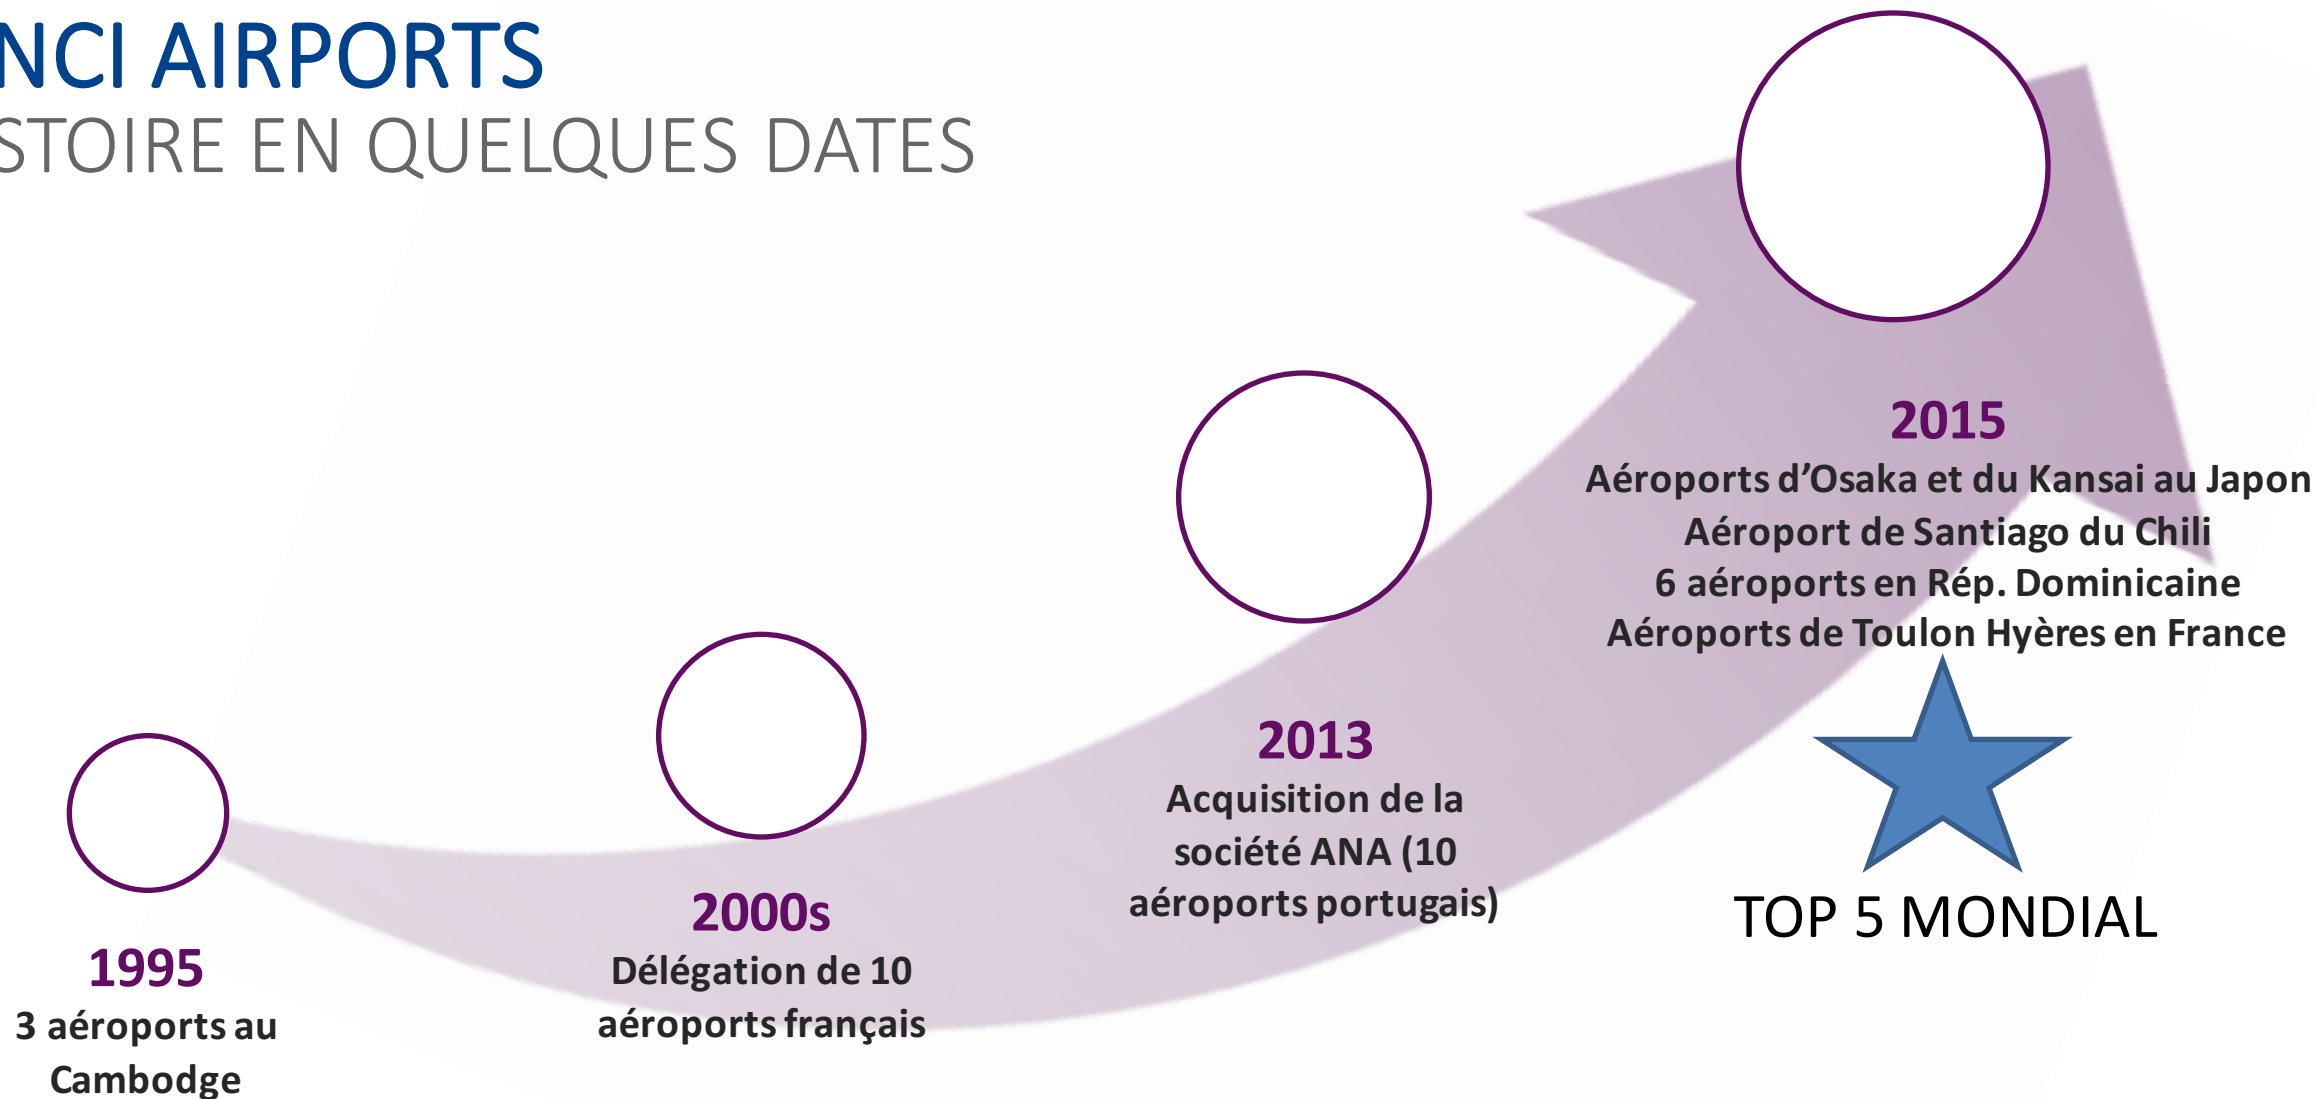 NCI AIRPORTS
STOIRE EN QUELQUES DATES
2015
Aéroports d’Osaka et du Kansai au Japon
Aéroport de Santiago du Chili
6 aéroports en Rép. Dominicaine
Aéroports de Toulon Hyères en France
TOP 5 MONDIAL
2013
Acquisition de la
société ANA (10
aéroports portugais)
2000s
Délégation de 10
aéroports français
1995
3 aéroports au
Cambodge